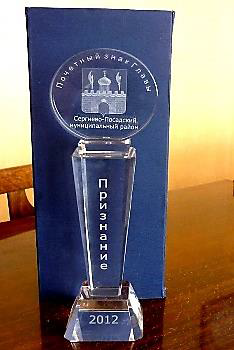 Почетный знак Главы
Сергиево-Посадский
муниципальный район
Признание
2012